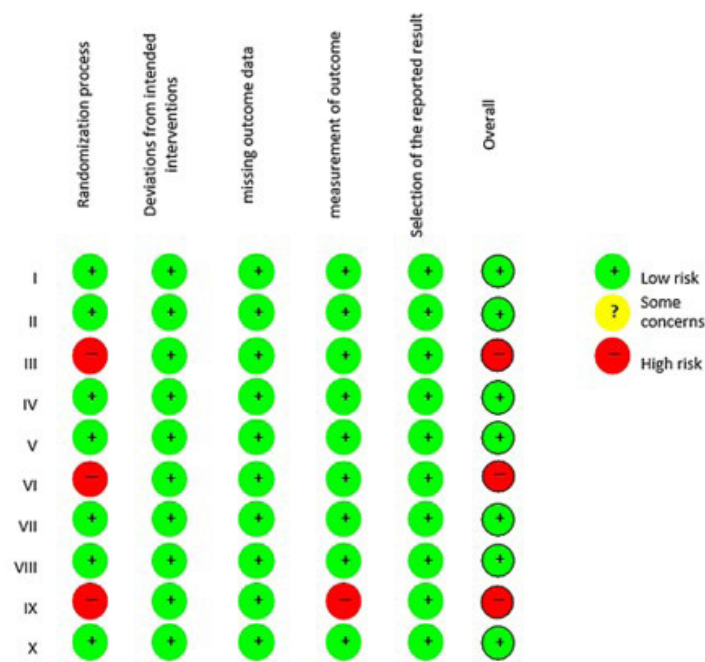 Randomization process
Deviations from intended
interventions
missing outcome data
measurement of outcome
Selection of the reported result
Overall
I + + + + + +
II + + + + + +
III − + + + + −
IV + + + + + +
V + + + + + +
VI − + + + + −
VII + + + + + +
VIII + + + + + +
IX − + + − + −
X + + + + + +
+ Low risk
? Some
concerns
− High risk